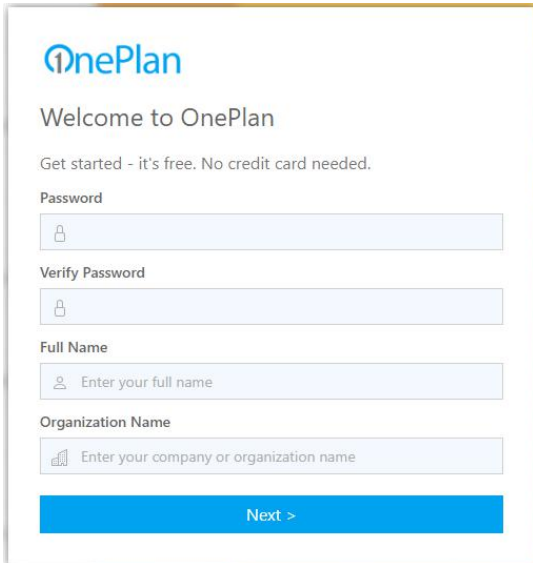 OnePlan
Welcome to OnePlan
Get started - it's free. No credit card needed.
Password
Verify Password
Full Name
Enter your full name
Organization Name
Enter your company or organization name
Next >